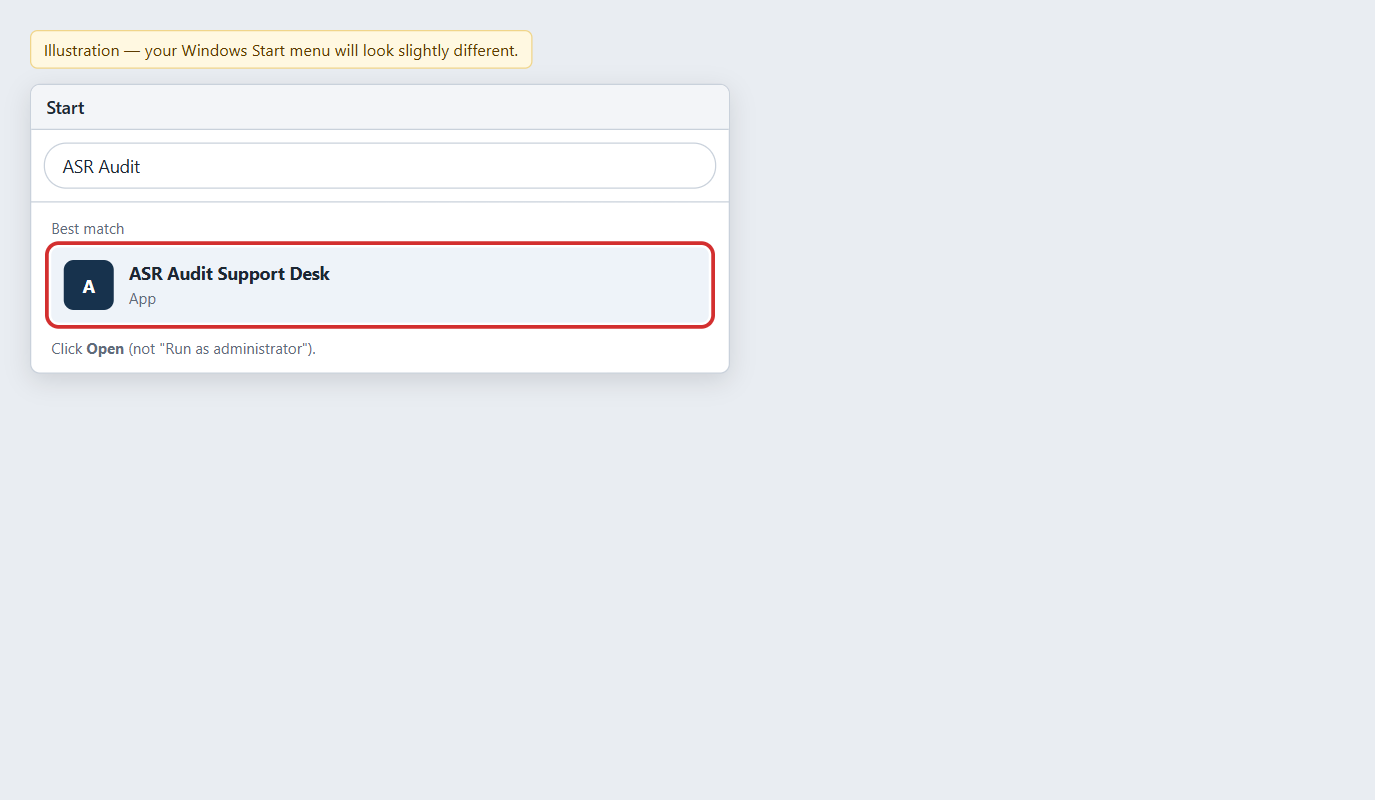 Illustration — your Windows Start menu will look slightly different.
Start
ASR Audit
Best match
A
ASR Audit Support Desk
App
Click Open (not "Run as administrator").